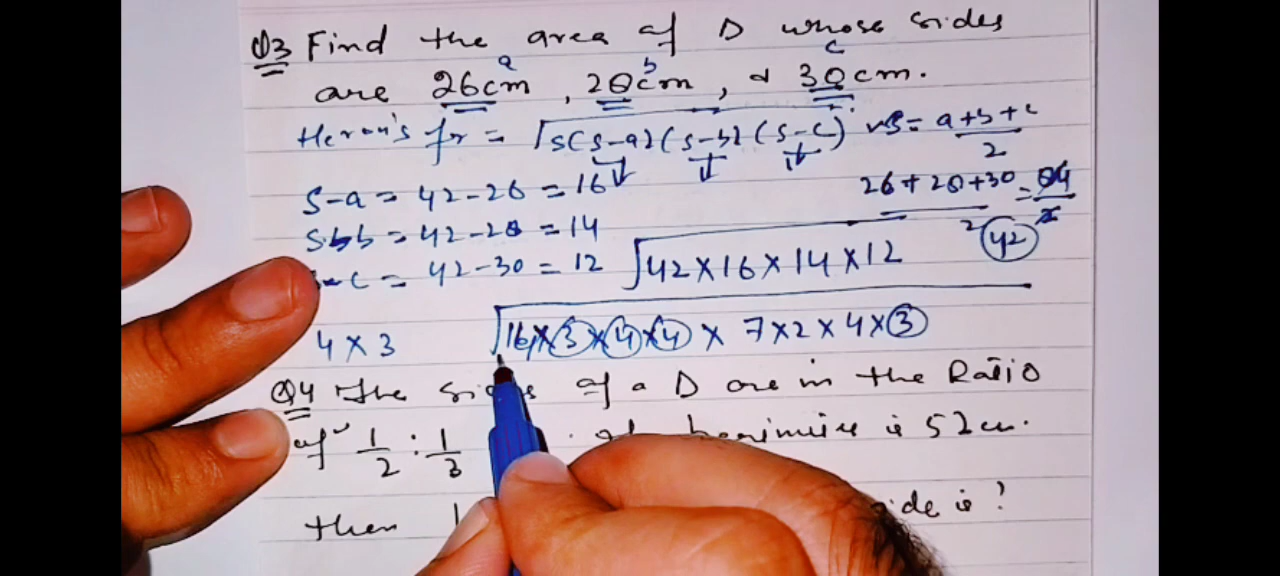 Q3 Find the area of Δ whose sides
a b c
are 26cm, 28cm, & 30cm.
Heron's fr = √s(s-a)(s-b)(s-c) s = a+b+c
2
S-a = 42-26 = 16
26+28+30 = 84
2
S-b = 42-28 = 14
42
-c = 42-30 = 12 √42×16×14×12
4×3 √16×3×4×4 × 7×2×4×3
Q4 The sides of a Δ are in the Ratio
of 1/2 : 1/3 is 52cm.
then is?